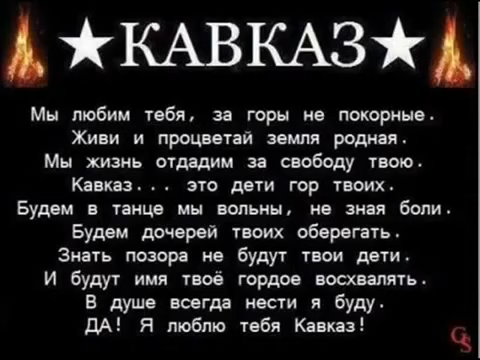 ★КАВКАЗ★
Мы любим тебя, за горы не покорные.
Живи и процветай земля родная.
Мы жизнь отдадим за свободу твою.
Кавказ... это дети гор твоих.
Будем в танце мы вольны, не зная боли.
Будем дочерей твоих оберегать.
Знать позора не будут твои дети.
И будут имя твоё гордое восхвалять.
В душе всегда нести я буду.
ДА! Я люблю тебя Кавказ!
GS